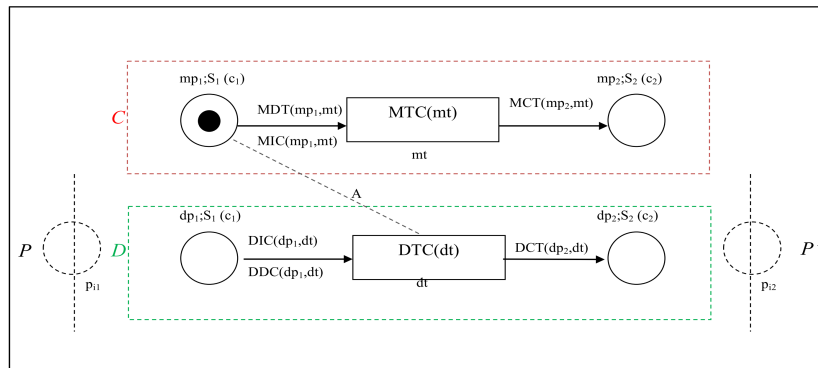 mp₁;S₁ (c₁)
mp₂;S₂ (c₂)
MDT(mp₁,mt)
MTC(mt)
MCT(mp₂,mt)
C
MIC(mp₁,mt)
mt
A
dp₁;S₁ (c₁)
dp₂;S₂ (c₂)
P
D
DIC(dp₁,dt)
DTC(dt)
DCT(dp₂,dt)
P'
DDC(dp₁,dt)
dt
pᵢ₁
pᵢ₂